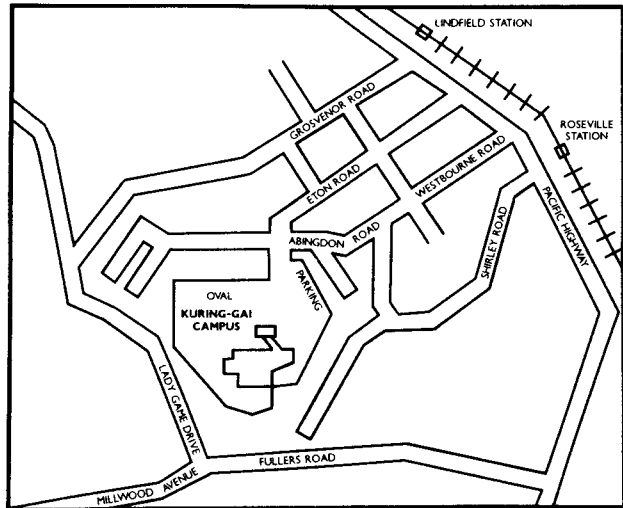 LINDFIELD STATION
ROSEVILLE
STATION
GROSVENOR ROAD
ETON ROAD
WESTBOURNE ROAD
PACIFIC HIGHWAY
ABINGDON ROAD
SHIRLEY ROAD
PARKING
OVAL
KURING-GAI
CAMPUS
LADY GAME DRIVE
FULLERS ROAD
MILLWOOD AVENUE